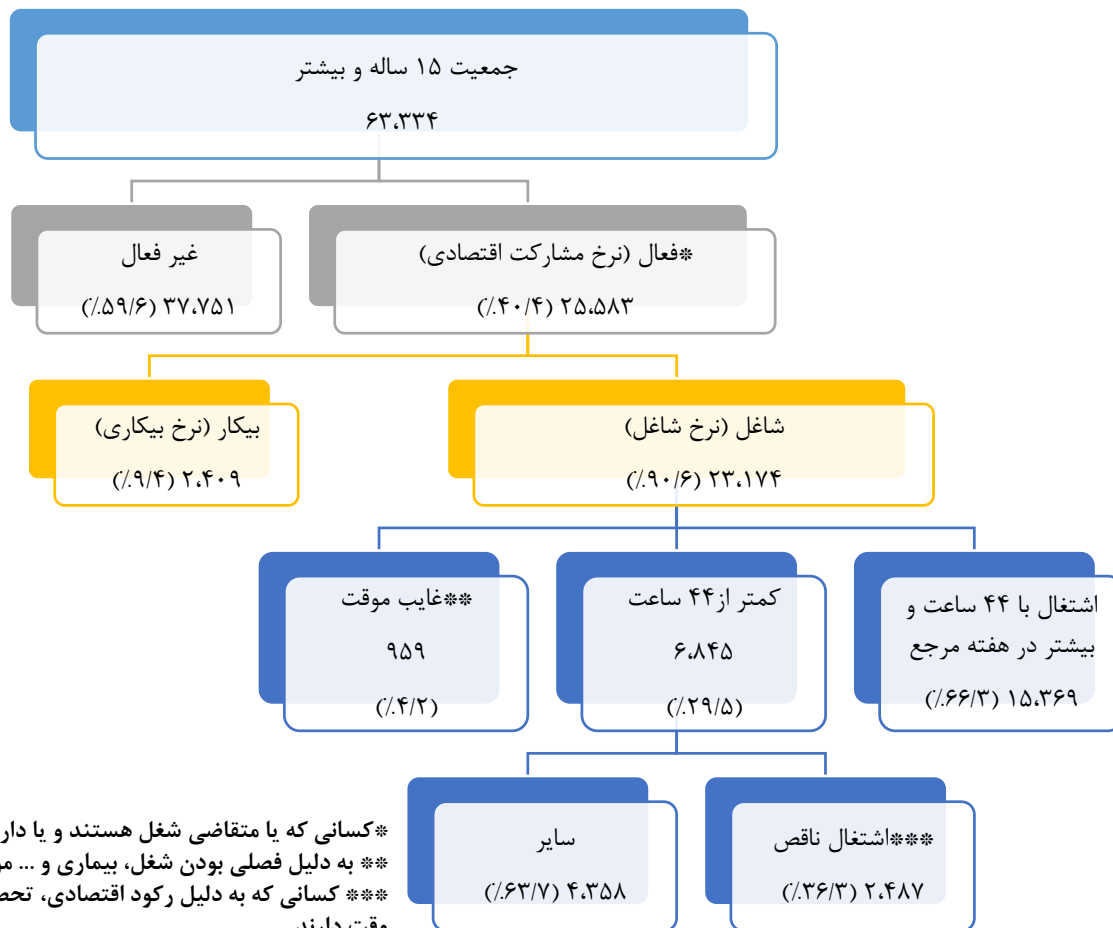 جمعیت ۱۵ ساله و بیشتر
۶۳،۳۳۴
*فعال (نرخ مشارکت اقتصادی)
۲۵،۵۸۳ (۴۰/۴٪)
غیر فعال
۳۷،۷۵۱ (۵۹/۶٪)
شاغل (نرخ شاغل)
۲۳،۱۷۴ (۹۰/۶٪)
بیکار (نرخ بیکاری)
۲،۴۰۹ (۹/۴٪)
اشتغال با ۴۴ ساعت و
بیشتر در هفته مرجع
۱۵،۳۶۹ (۶۶/۳٪)
کمتر از۴۴ ساعت
۶،۸۴۵
(۲۹/۵٪)
**غایب موقت
۹۵۹
(۴/۲٪)
***اشتغال ناقص
۲،۴۸۷ (۳۶/۳٪)
سایر
۴،۳۵۸ (۶۳/۷٪)
*کسانی که یا متقاضی شغل هستند و یا
** به دلیل فصلی بودن شغل، بیماری و ...
*** کسانی که به دلیل رکود اقتصادی،
وقت دارند